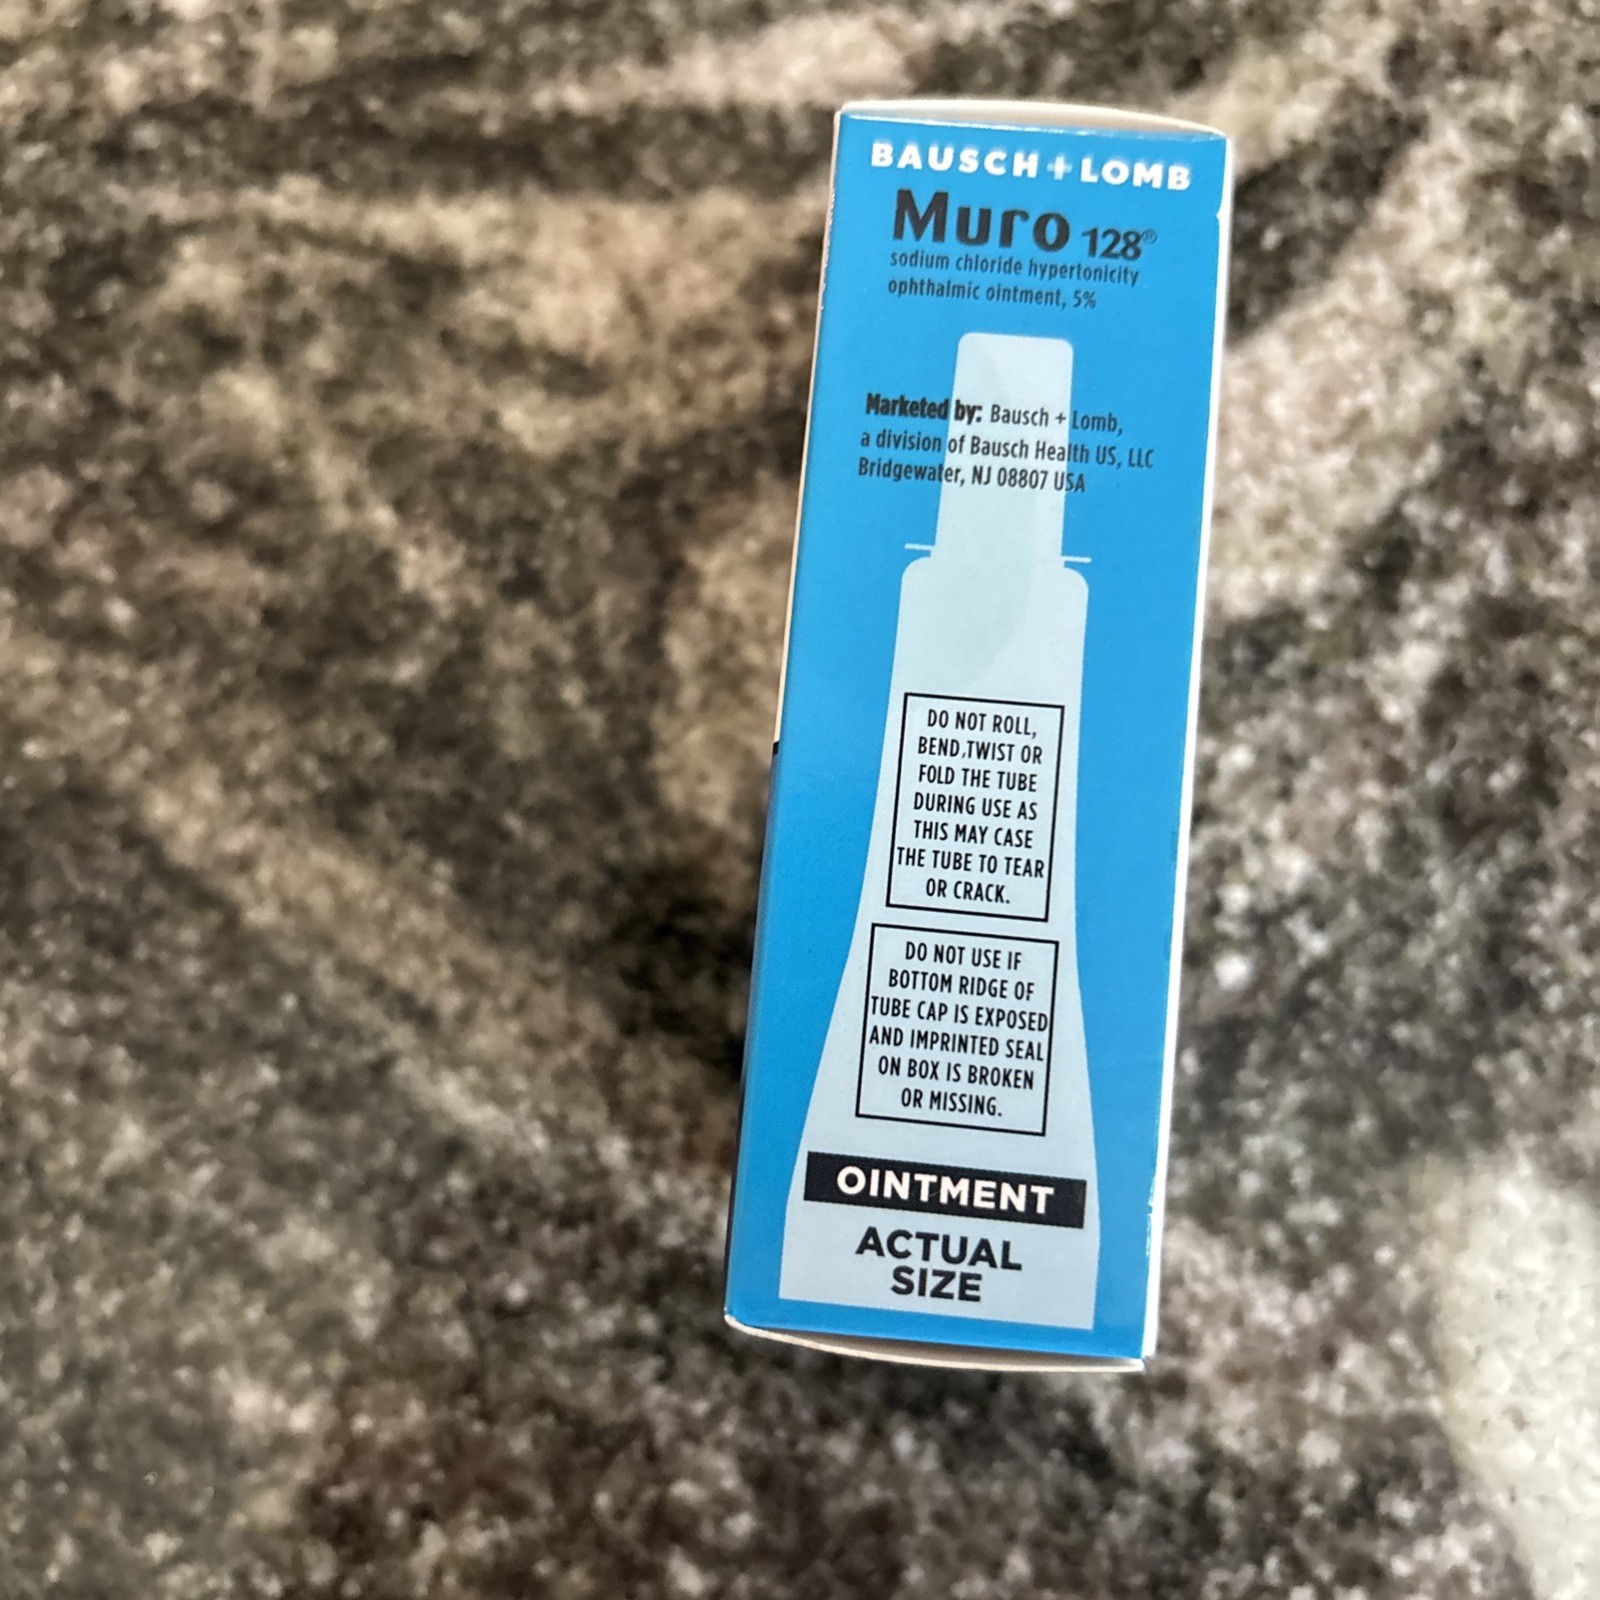 BAUSCH + LOMB
Muro 128®
sodium chloride hypertonicity
ophthalmic ointment, 5%
Marketed by: Bausch + Lomb,
a division of Bausch Health US, LLC
Bridgewater, NJ 08807 USA
DO NOT ROLL,
BEND,TWIST OR
FOLD THE TUBE
DURING USE AS
THIS MAY CASE
THE TUBE TO TEAR
OR CRACK.
DO NOT USE IF
BOTTOM RIDGE OF
TUBE CAP IS EXPOSED
AND IMPRINTED SEAL
ON BOX IS BROKEN
OR MISSING.
OINTMENT
ACTUAL
SIZE